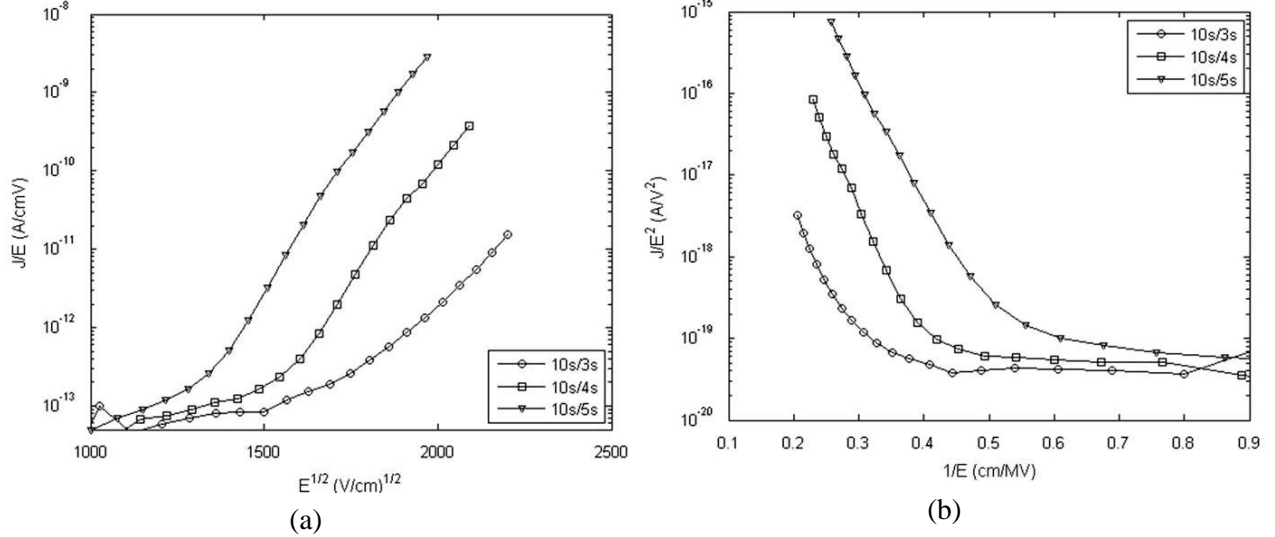 10⁻⁸
10⁻⁹
10⁻¹⁰
10⁻¹¹
10⁻¹²
10⁻¹³
J/E (A/cmV)
1000
1500
2000
2500
E^1/2 (V/cm)^1/2
10s/3s
10s/4s
10s/5s
(a)
10⁻¹⁵
10⁻¹⁶
10⁻¹⁷
10⁻¹⁸
10⁻¹⁹
10⁻²⁰
J/E² (A/V²)
0.1
0.2
0.3
0.4
0.5
0.6
0.7
0.8
0.9
1/E (cm/MV)
10s/3s
10s/4s
10s/5s
(b)